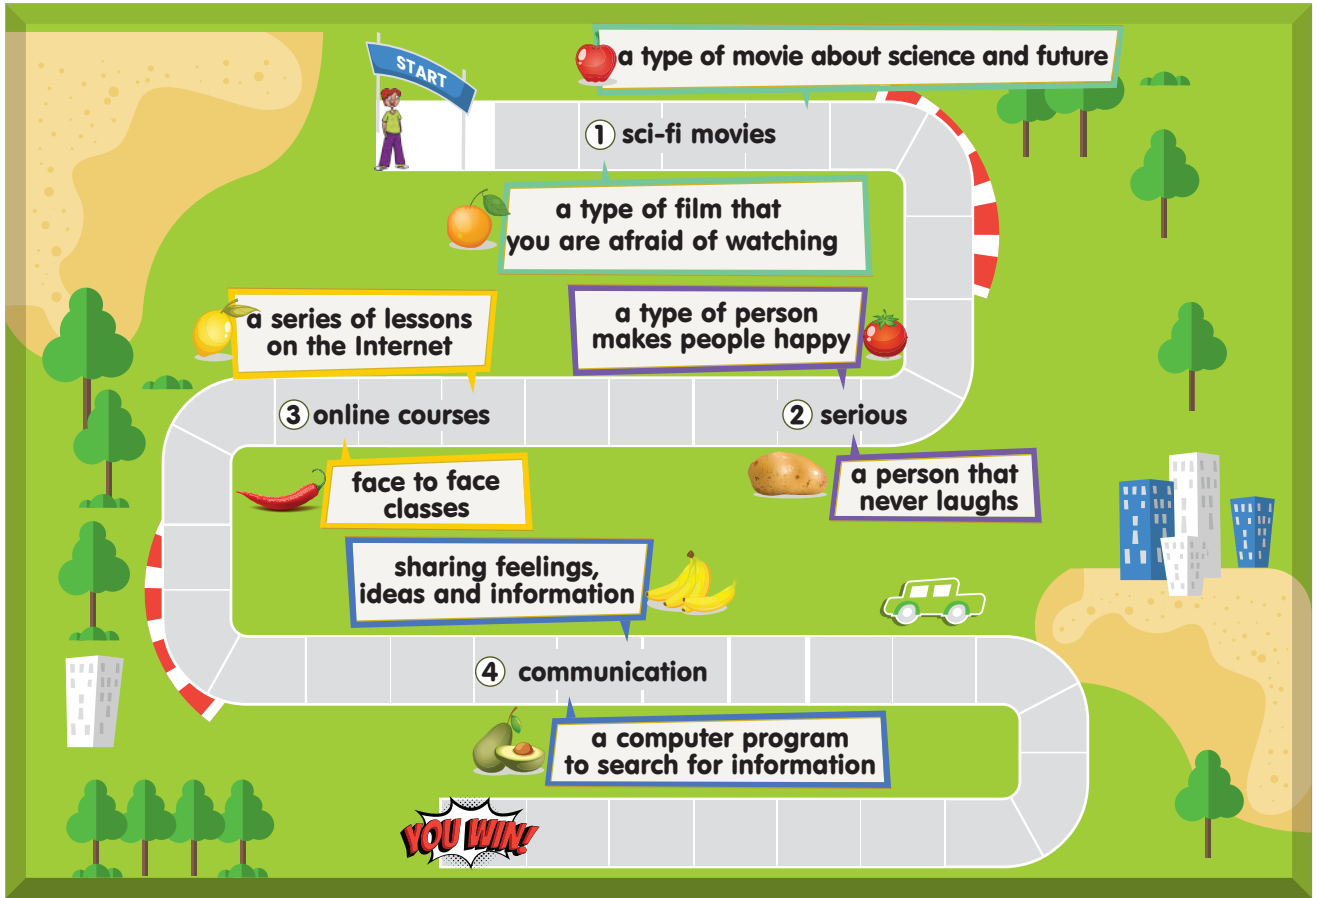 START
a type of movie about science and future
1 sci-fi movies
a type of film that
you are afraid of watching
a series of lessons
on the Internet
a type of person
makes people happy
3 online courses
2 serious
face to face
classes
a person that
never laughs
sharing feelings,
ideas and information
4 communication
a computer program
to search for information
YOU WIN!